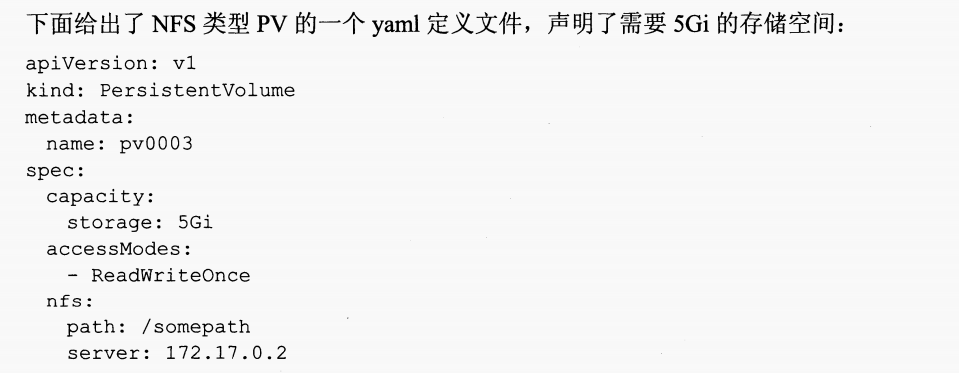 下面给出了 NFS 类型 PV 的一个 yaml 定义文件，声明了需要 5Gi 的存储空间：
apiVersion: v1
kind: PersistentVolume
metadata:
  name: pv0003
spec:
  capacity:
    storage: 5Gi
  accessModes:
    - ReadWriteOnce
  nfs:
    path: /somepath
    server: 172.17.0.2